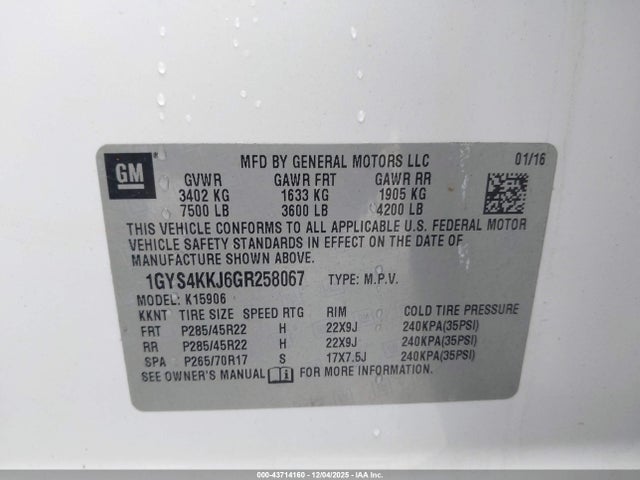 GM
MFD BY GENERAL MOTORS LLC 01/16
GVWR GAWR FRT GAWR RR
3402 KG 1633 KG 1905 KG
7500 LB 3600 LB 4200 LB
THIS VEHICLE CONFORMS TO ALL APPLICABLE U.S. FEDERAL MOTOR
VEHICLE SAFETY STANDARDS IN EFFECT ON THE DATE OF
MANUFACTURE SHOWN ABOVE.
1GYS4KKJ6GR258067 TYPE: M.P.V.
MODEL: K15906
KKNT TIRE SIZE SPEED RTG RIM COLD TIRE PRESSURE
FRT P285/45R22 H 22X9J 240KPA(35PSI)
RR P285/45R22 H 22X9J 240KPA(35PSI)
SPA P265/70R17 S 17X7.5J 240KPA(35PSI)
SEE OWNER'S MANUAL FOR MORE INFORMATION.
000-43714160 - 12/04/2025 - IAAI